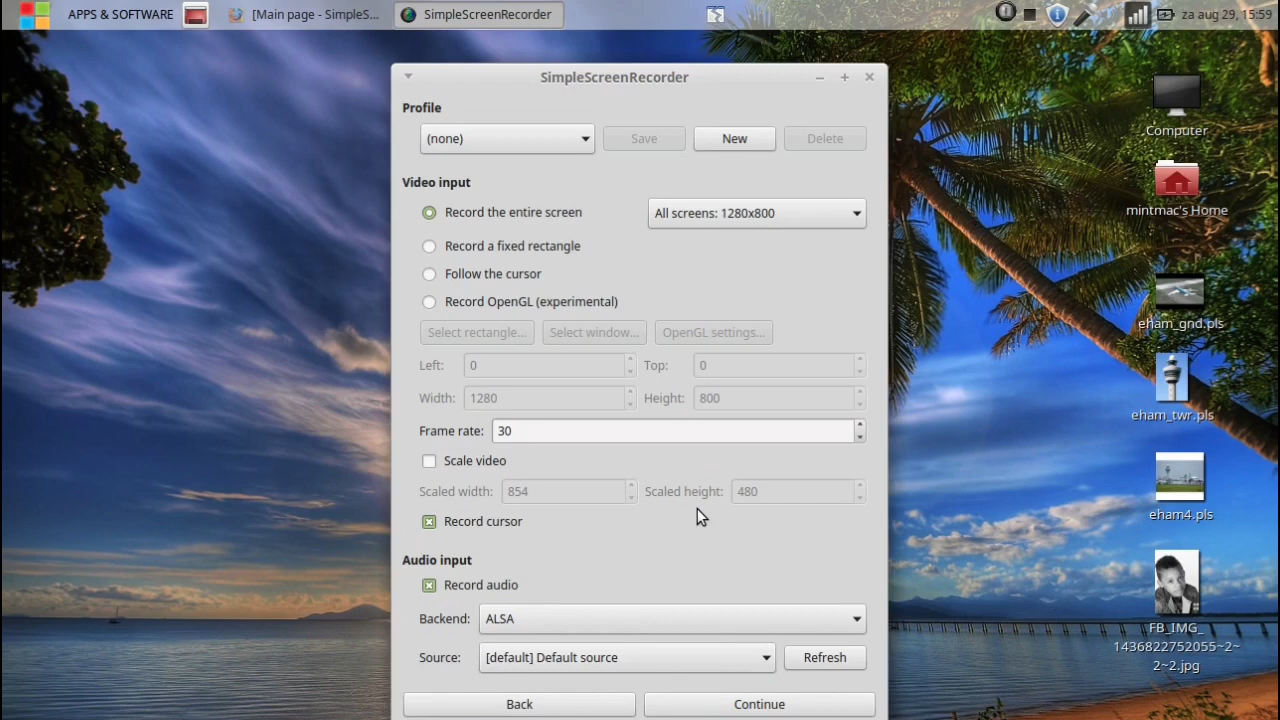 APPS & SOFTWARE
[Main page - SimpleS...
SimpleScreenRecorder
za aug 29, 15:59
SimpleScreenRecorder
Profile
(none)
Save
New
Delete
Video input
Record the entire screen
All screens: 1280x800
Record a fixed rectangle
Follow the cursor
Record OpenGL (experimental)
Select rectangle...
Select window...
OpenGL settings...
Left: 0
Top: 0
Width: 1280
Height: 800
Frame rate: 30
Scale video
Scaled width: 854
Scaled height: 480
Record cursor
Audio input
Record audio
Backend: ALSA
Source: [default] Default source
Refresh
Back
Continue
Computer
mintmac's Home
eham_gnd.pls
eham_twr.pls
eham4.pls
FB_IMG_
1436822752055~2~
~2~2.jpg